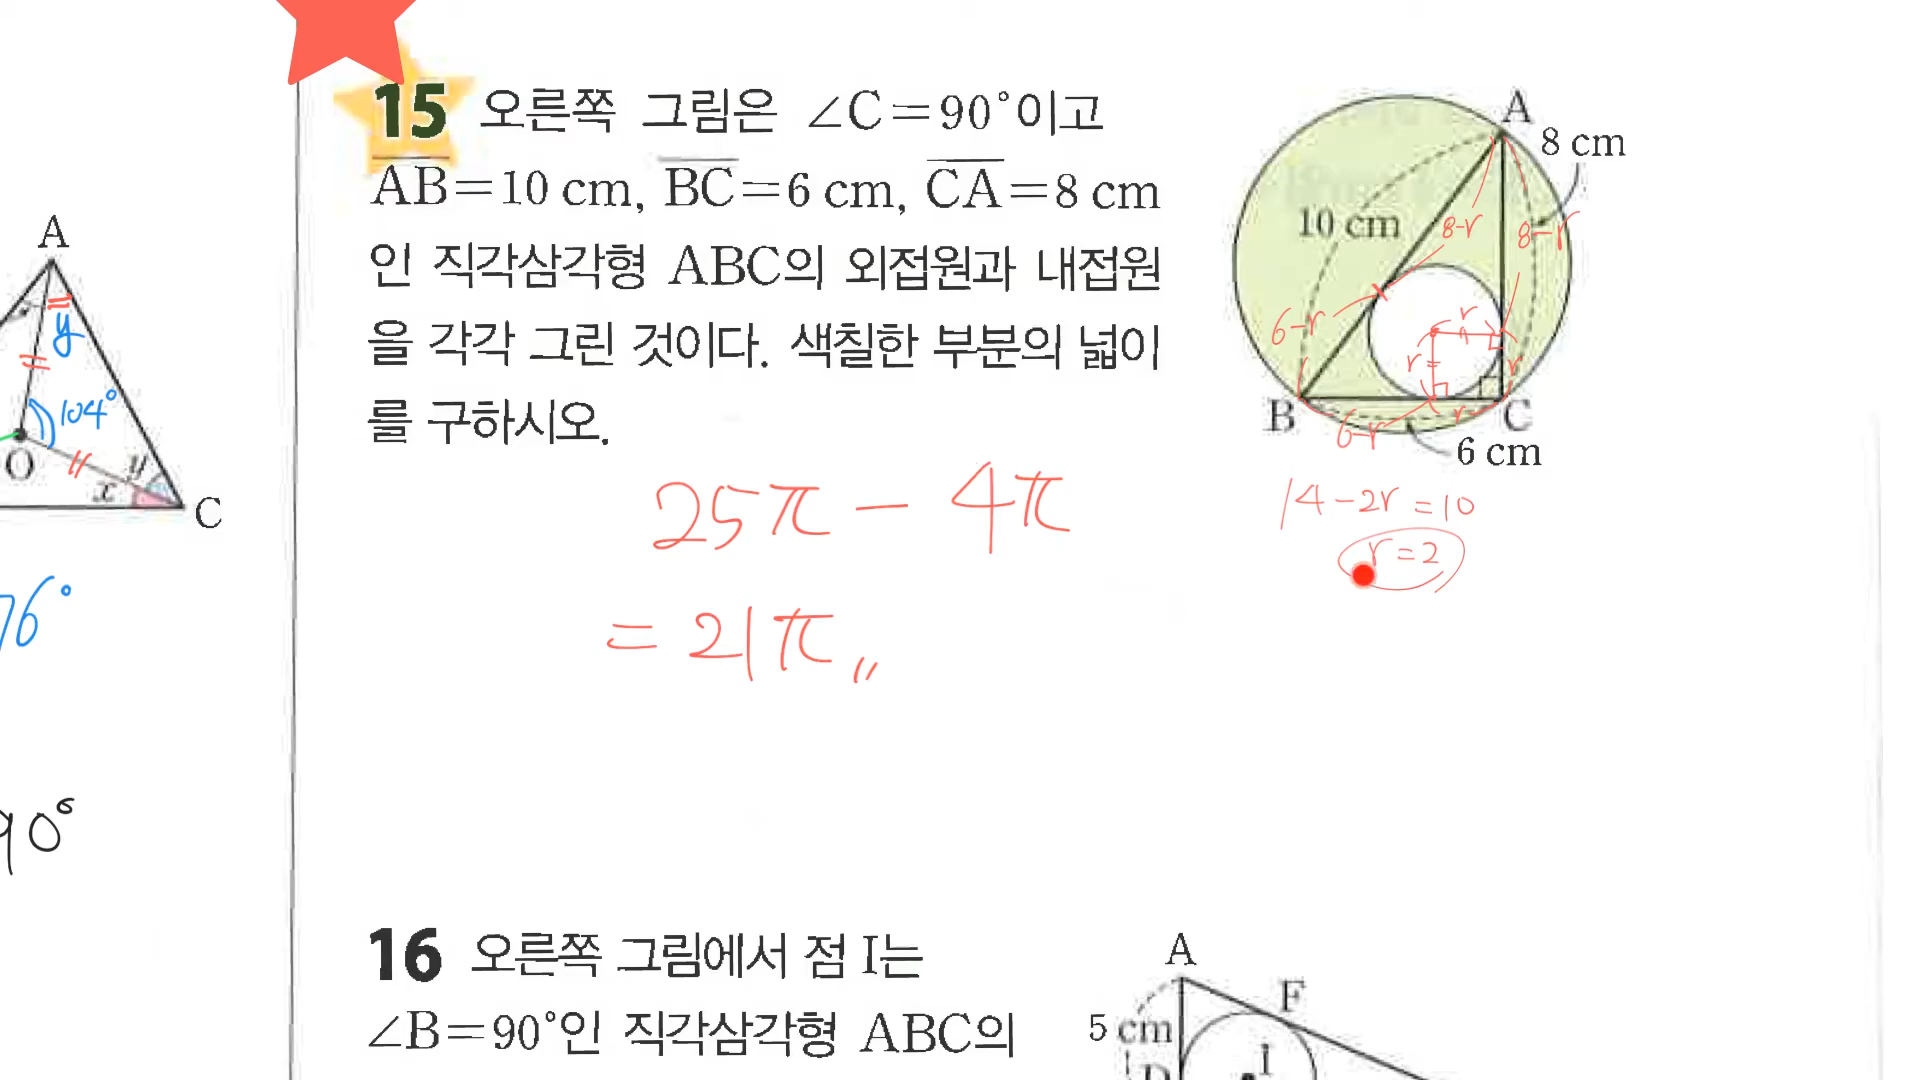 15 오른쪽 그림은 ∠C=90°이고
AB=10 cm, BC=6 cm, CA=8 cm
인 직각삼각형 ABC의 외접원과 내접원
을 각각 그린 것이다. 색칠한 부분의 넓이
를 구하시오.
A
8 cm
10 cm
8-r
8-r
6-r
r
r
r
B
6-r
r
C
6 cm
14-2r=10
r=2
25π - 4π
= 21π
A
y
104°
O
x
y
C
76°
90°
16 오른쪽 그림에서 점 I는
∠B=90°인 직각삼각형 ABC의
A
F
5 cm
I
D